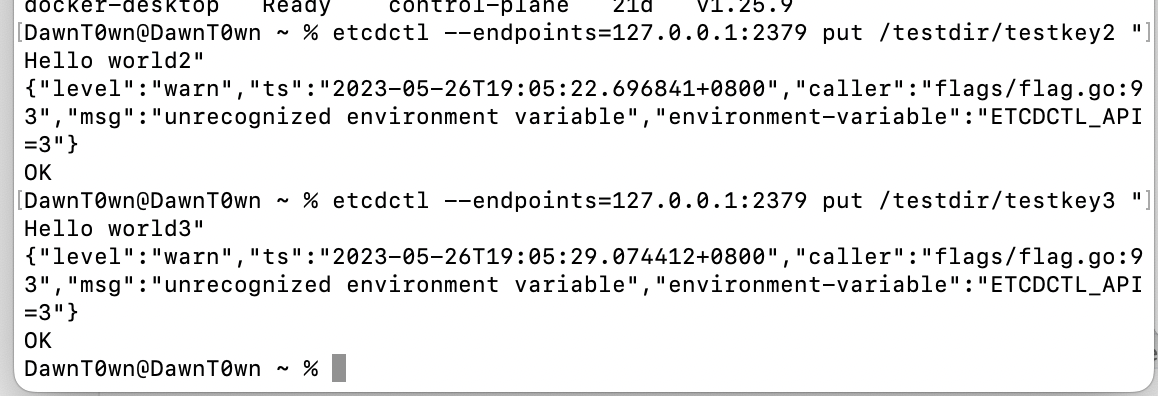 docker-desktop   Ready    control-plane   21d   v1.25.9
[DawnT0wn@DawnT0wn ~ % etcdctl --endpoints=127.0.0.1:2379 put /testdir/testkey2 "]
Hello world2"
{"level":"warn","ts":"2023-05-26T19:05:22.696841+0800","caller":"flags/flag.go:9
3","msg":"unrecognized environment variable","environment-variable":"ETCDCTL_API
=3"}
OK
[DawnT0wn@DawnT0wn ~ % etcdctl --endpoints=127.0.0.1:2379 put /testdir/testkey3 "]
Hello world3"
{"level":"warn","ts":"2023-05-26T19:05:29.074412+0800","caller":"flags/flag.go:9
3","msg":"unrecognized environment variable","environment-variable":"ETCDCTL_API
=3"}
OK
DawnT0wn@DawnT0wn ~ %